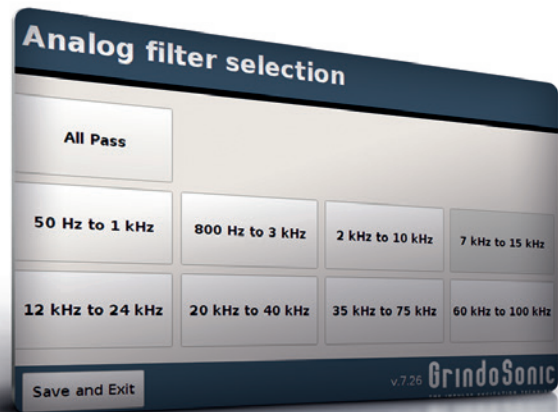 Analog filter selection
All Pass
50 Hz to 1 kHz
800 Hz to 3 kHz
2 kHz to 10 kHz
7 kHz to 15 kHz
12 kHz to 24 kHz
20 kHz to 40 kHz
35 kHz to 75 kHz
60 kHz to 100 kHz
Save and Exit
v.7.26 GrindoSonic